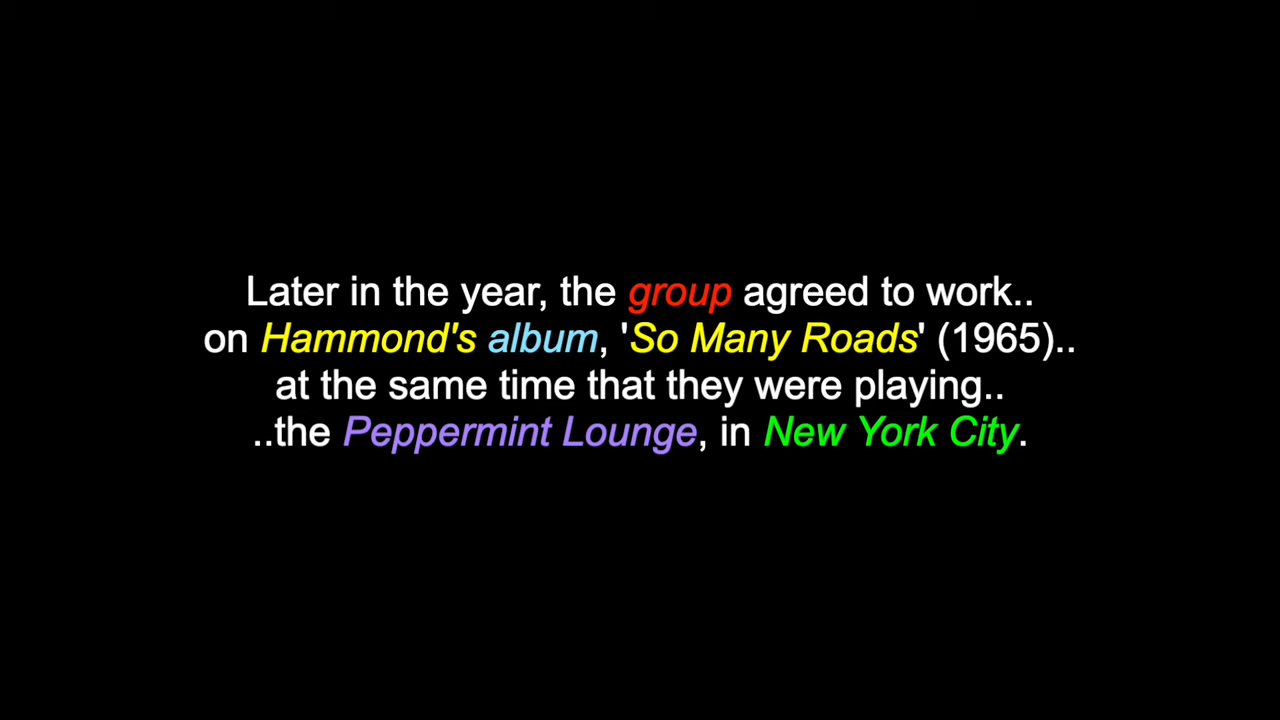 Later in the year, the group agreed to work..
on Hammond's album, 'So Many Roads' (1965)..
at the same time that they were playing..
..the Peppermint Lounge, in New York City.